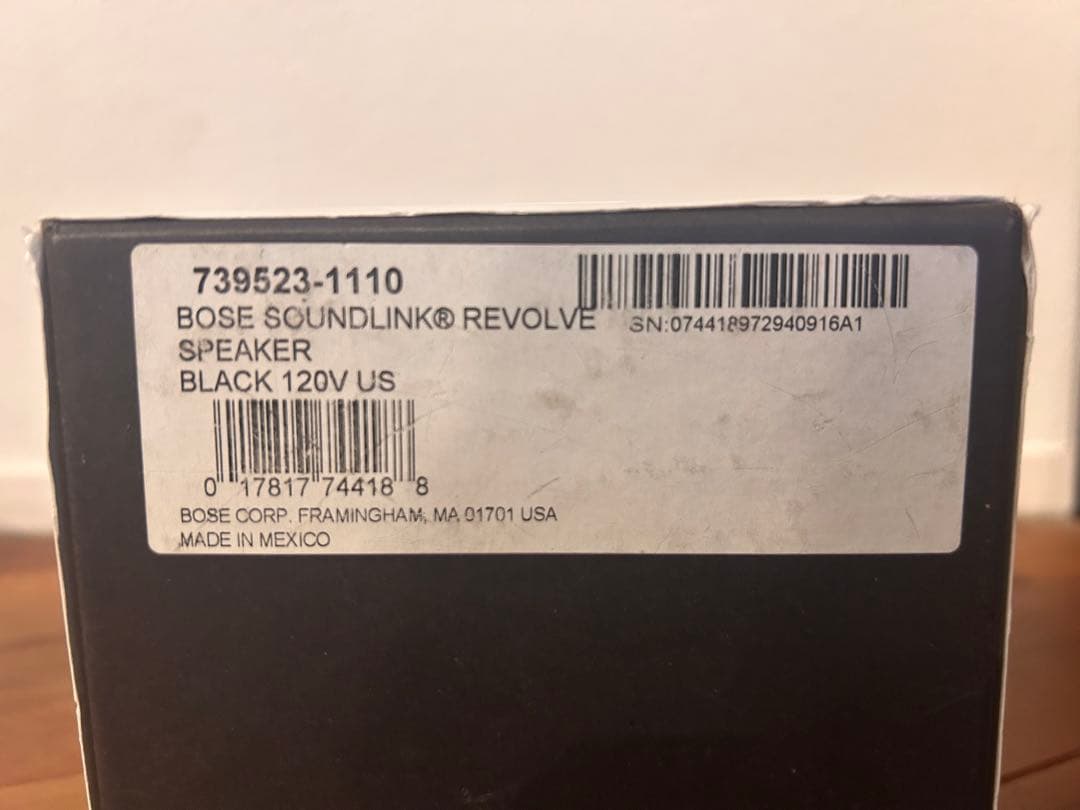 739523-1110
BOSE SOUNDLINK® REVOLVE
SPEAKER
BLACK 120V US
SN:074418972940916A1
0 17817 74418 8
BOSE CORP. FRAMINGHAM, MA 01701 USA
MADE IN MEXICO